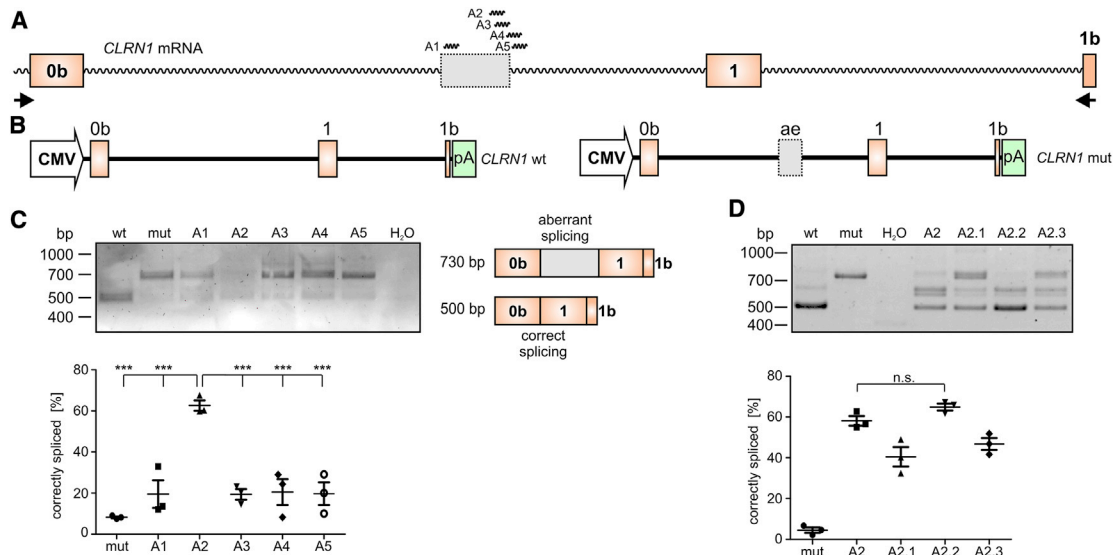 A
CLRN1 mRNA
0b
A1
A2
A3
A4
A5
1
1b
B
CMV
0b
1
1b
pA
CLRN1 wt
CMV
0b
ae
1
1b
pA
CLRN1 mut
C
bp
wt mut A1 A2 A3 A4 A5 H₂O
1000
700
500
400
aberrant
splicing
730 bp 0b 1 1b
500 bp 0b 1 1b
correct
splicing
*** *** *** *** ***
correctly spliced [%]
80
60
40
20
0
mut A1 A2 A3 A4 A5
D
bp
wt mut H₂O A2 A2.1 A2.2 A2.3
1000
700
500
400
n.s.
correctly spliced [%]
80
60
40
20
0
mut A2 A2.1 A2.2 A2.3